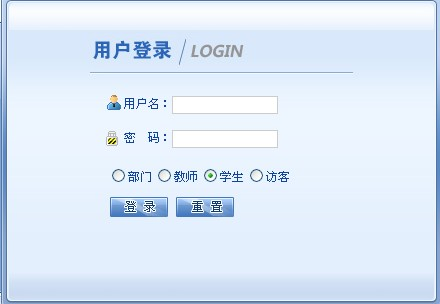 用户登录 LOGIN
用户名：
密 码：
部门 教师 学生 访客
登 录 重 置